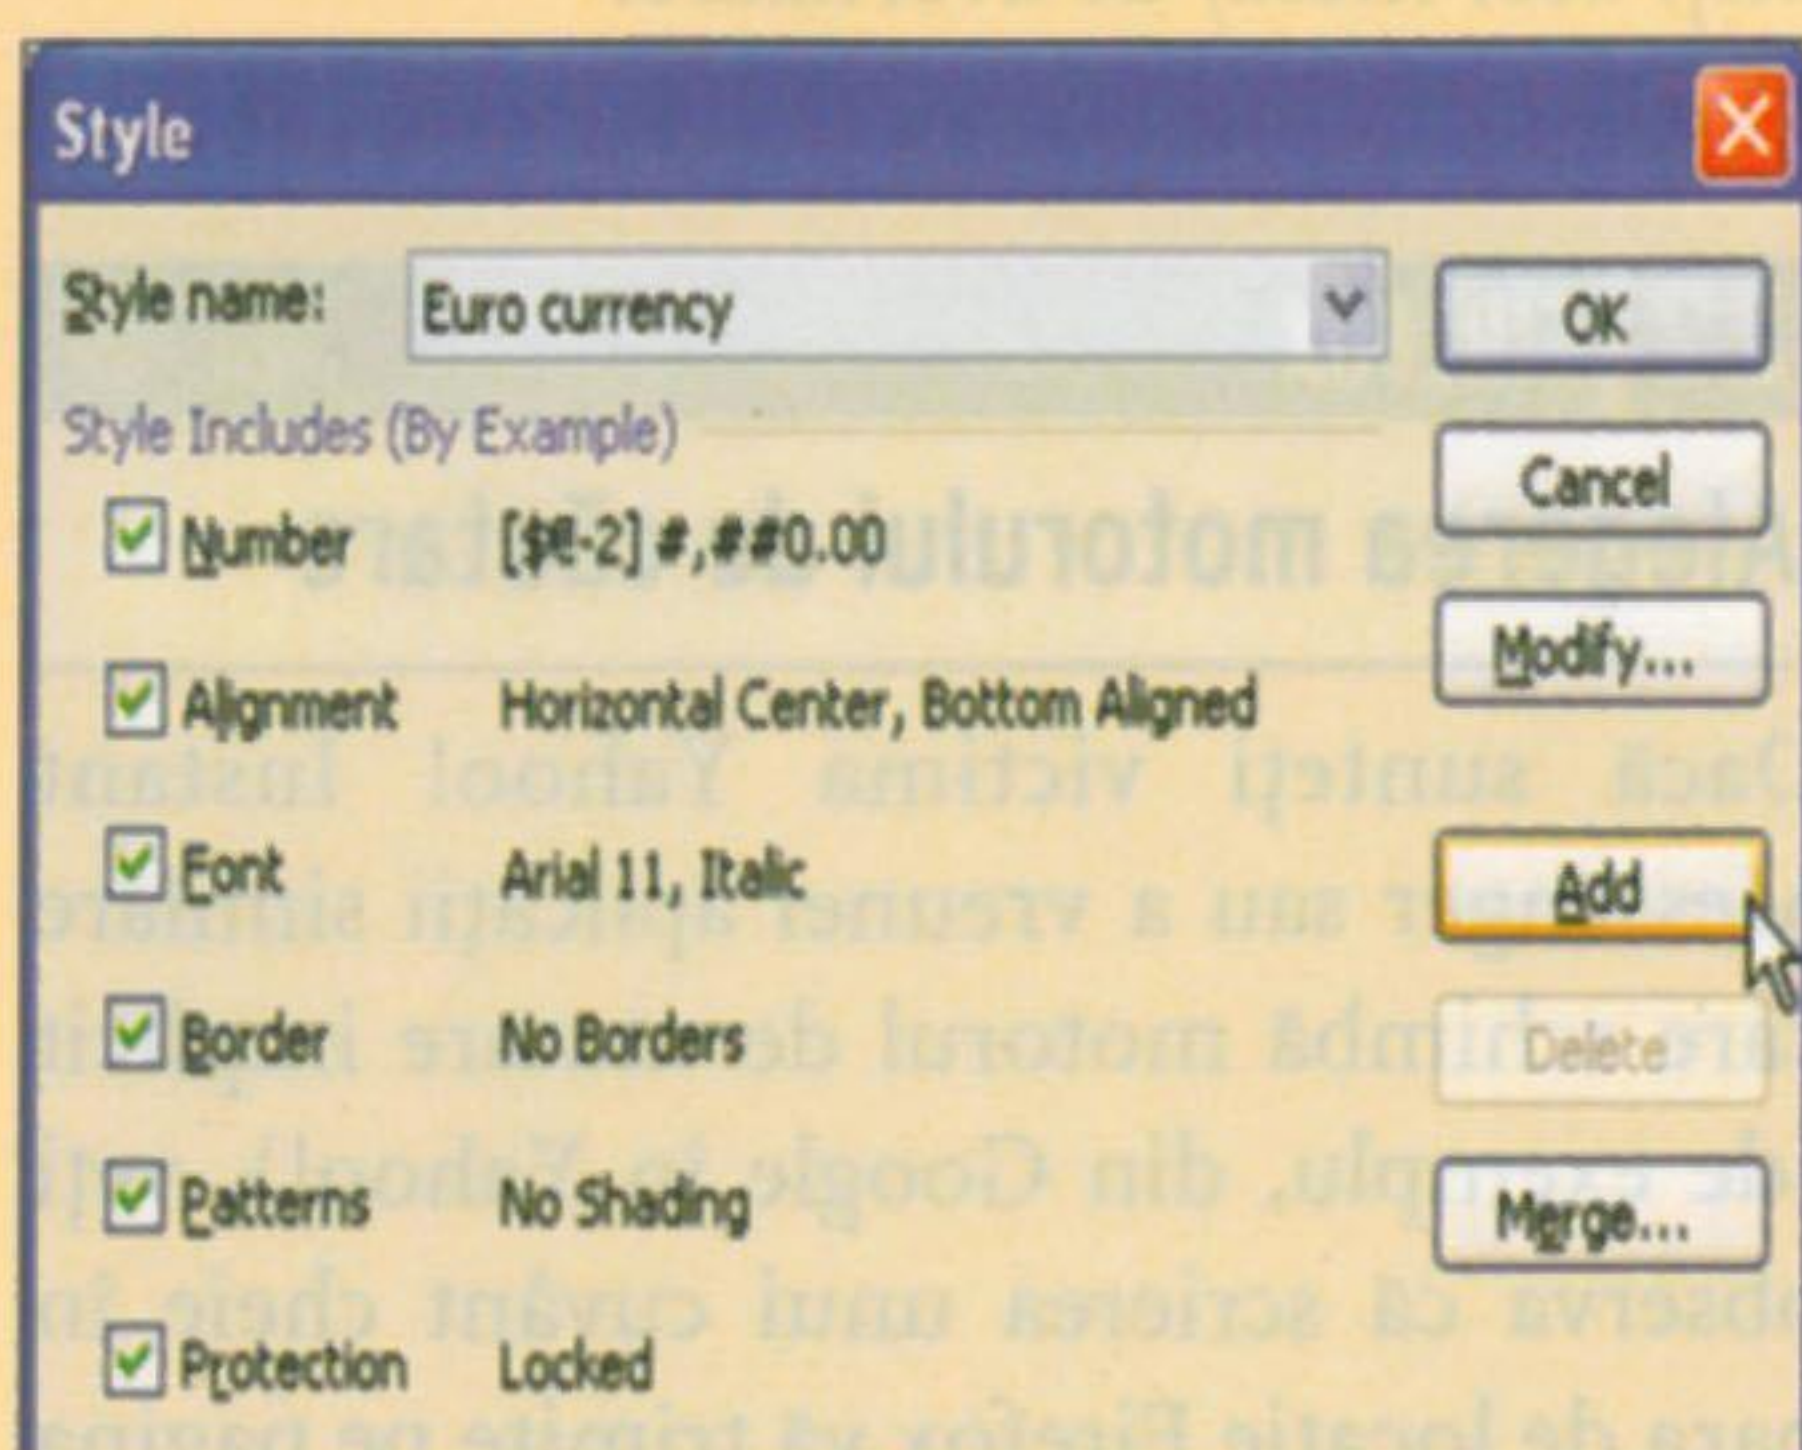 Style
Style name: Euro currency OK
Style Includes (By Example)
Cancel
Number [$€-2] #,##0.00
Modify...
Alignment Horizontal Center, Bottom Aligned
Font Arial 11, Italic Add
Border No Borders Delete
Patterns No Shading Merge...
Protection Locked